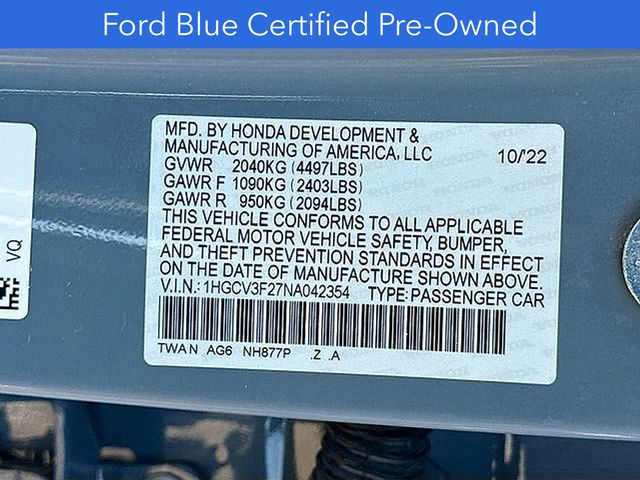 Ford Blue Certified Pre-Owned
MFD. BY HONDA DEVELOPMENT &
MANUFACTURING OF AMERICA, LLC 10/'22
GVWR 2040KG (4497LBS)
GAWR F 1090KG (2403LBS)
GAWR R 950KG (2094LBS)
THIS VEHICLE CONFORMS TO ALL APPLICABLE
FEDERAL MOTOR VEHICLE SAFETY, BUMPER,
AND THEFT PREVENTION STANDARDS IN EFFECT
ON THE DATE OF MANUFACTURE SHOWN ABOVE.
V.I.N.: 1HGCV3F27NA042354 TYPE: PASSENGER CAR
TWA N AG6 NH877P .Z .A
VQ